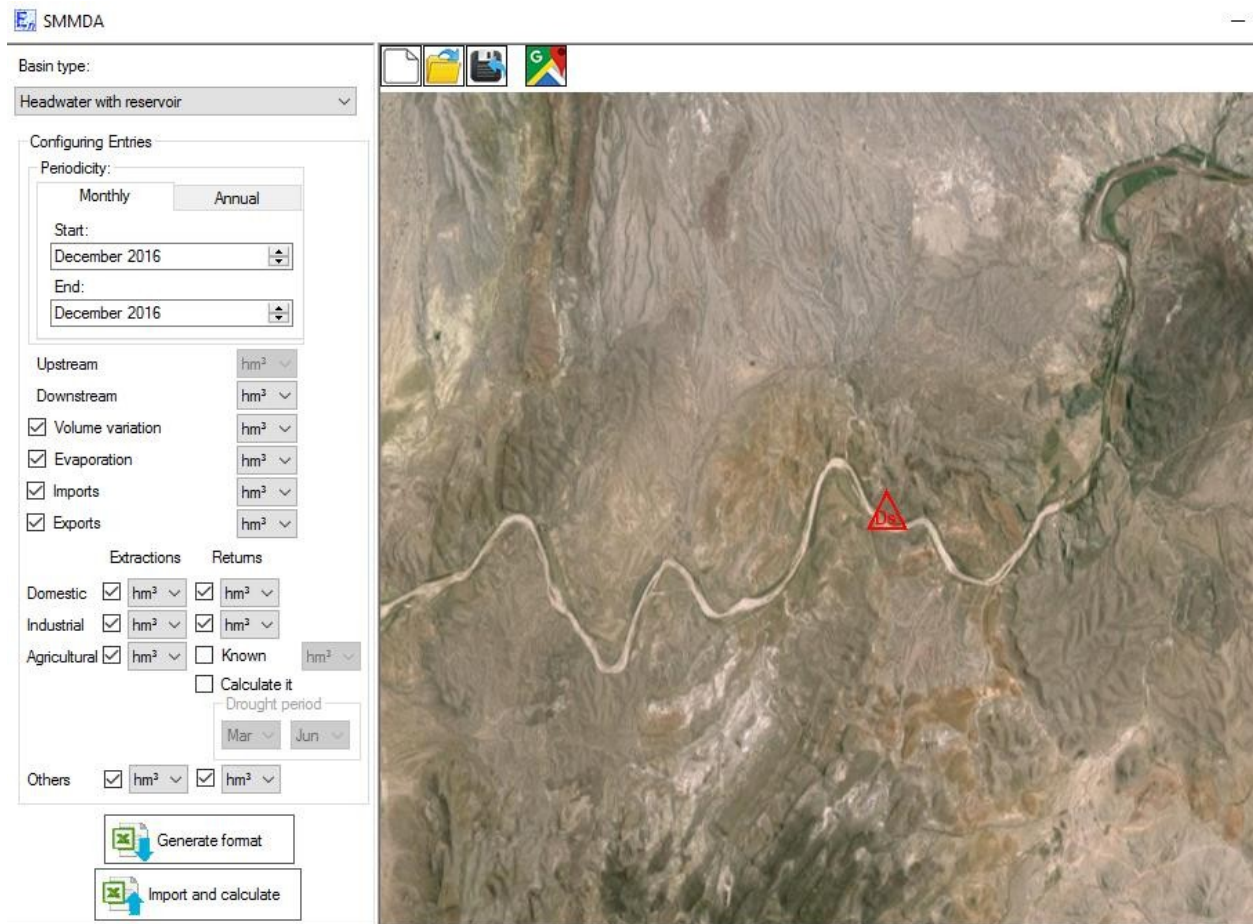 SMMDA
Basin type:
Headwater with reservoir
Configuring Entries
Periodicity:
Monthly Annual
Start:
December 2016
End:
December 2016
Upstream hm³
Downstream hm³
Volume variation hm³
Evaporation hm³
Imports hm³
Exports hm³
Extractions Returns
Domestic hm³ hm³
Industrial hm³ hm³
Agricultural hm³ Known hm³
Calculate it
Drought period
Mar Jun
Others hm³ hm³
Generate format
Import and calculate
G
Ds